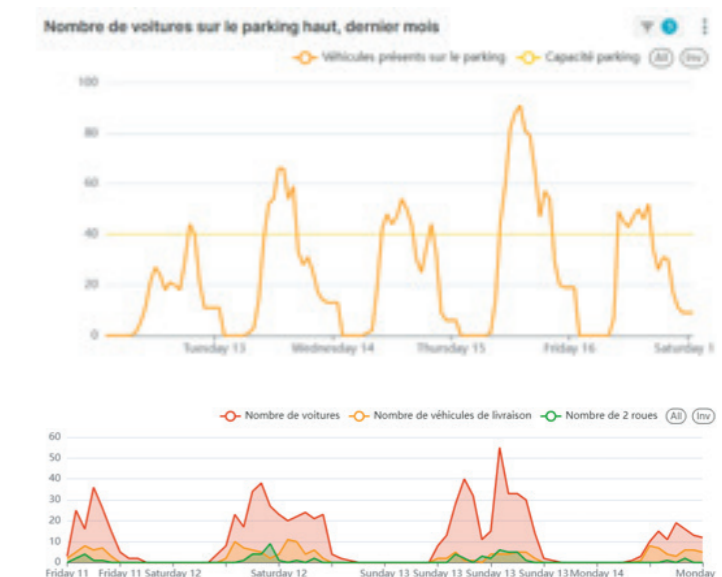 Nombre de voitures sur le parking haut, dernier mois
Véhicules présents sur le parking Capacité parking All Inv
100
80
60
40
20
0
Tuesday 13 Wednesday 14 Thursday 15 Friday 16 Saturday 1
Nombre de voitures Nombre de véhicules de livraison Nombre de 2 roues All Inv
60
50
40
30
20
10
0
Friday 11 Friday 11 Saturday 12 Saturday 12 Sunday 13 Sunday 13 Sunday 13 Sunday 13 Monday 14 Monday